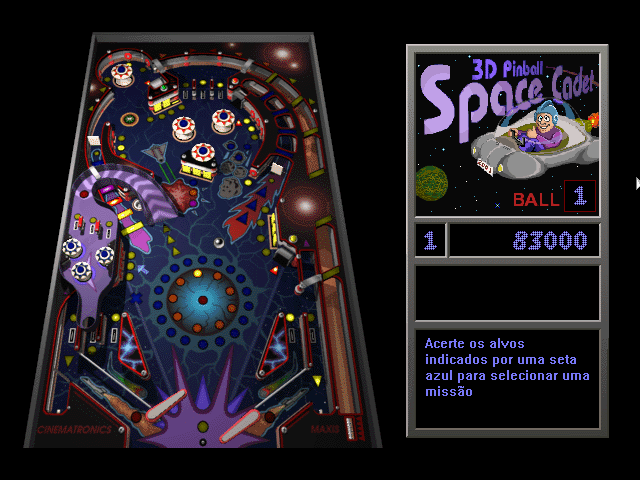 3D Pinball
Space Cadet
BALL 1
1 83000
Acerte os alvos
indicados por uma seta
azul para selecionar uma
missão
CINEMATRONICS
MAXIS